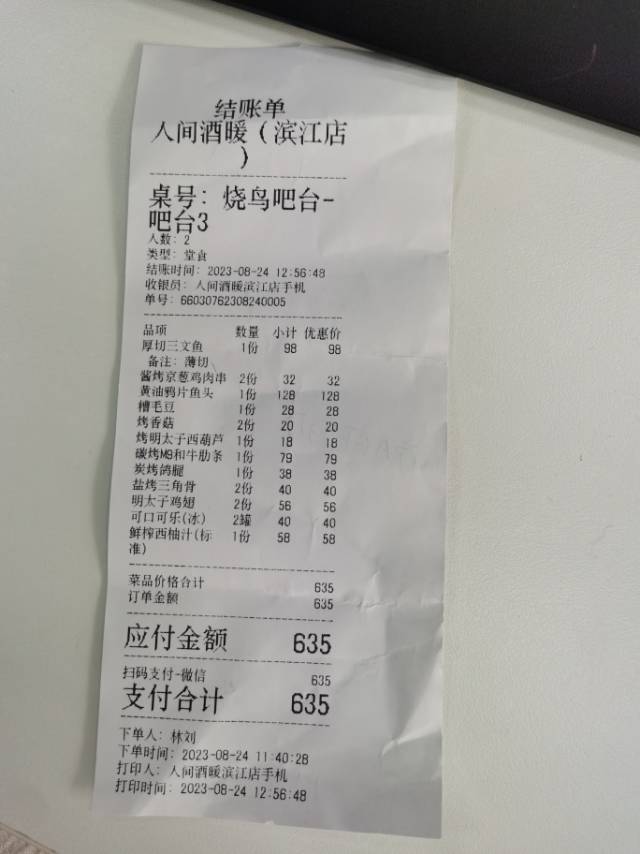 结账单
人间酒暖（滨江店
）
桌号: 烧鸟吧台-
吧台3
人数: 2
类型: 堂食
结账时间: 2023-08-24 12:56:48
收银员: 人间酒暖滨江店手机
单号: 66030762308240005
品项 数量 小计 优惠价
厚切三文鱼 1份 98 98
备注: 薄切
酱烤京葱鸡肉串 2份 32 32
黄油鸦片鱼头 1份 128 128
糟毛豆 1份 28 28
烤香菇 2份 20 20
烤明太子西葫芦 1份 18 18
碳烤M9和牛肋条 1份 79 79
炭烤鸽腿 1份 38 38
盐烤三角骨 2份 40 40
明太子鸡翅 2份 56 56
可口可乐(冰) 2罐 40 40
鲜榨西柚汁(标 1份 58 58
准)
菜品价格合计 635
订单金额 635
应付金额 635
扫码支付-微信 635
支付合计 635
下单人: 林刘
下单时间: 2023-08-24 11:40:28
打印人: 人间酒暖滨江店手机
打印时间: 2023-08-24 12:56:48